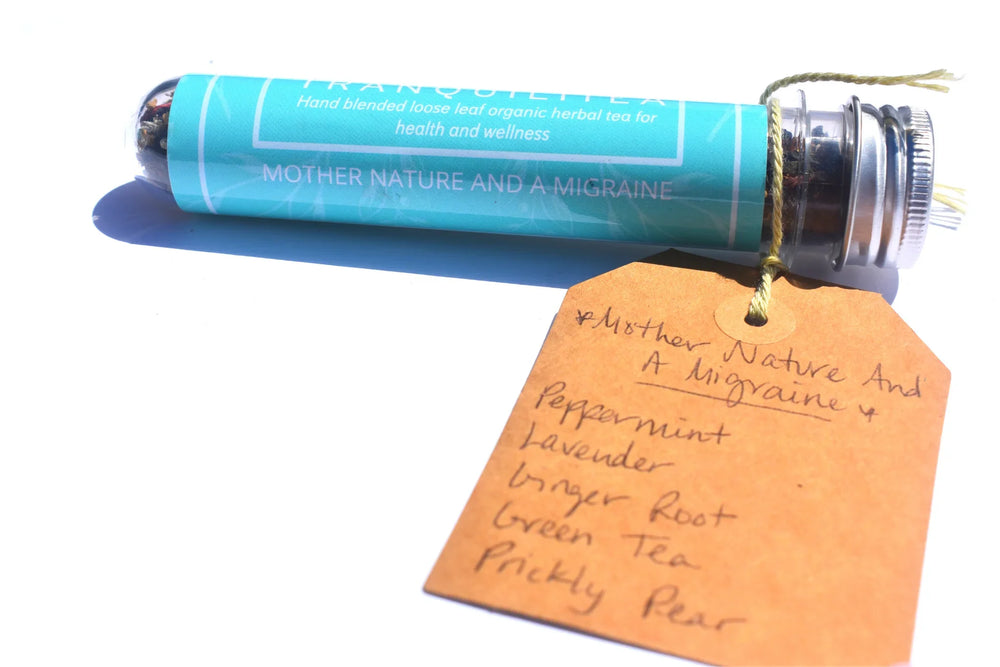 TRANQUILITEA
Hand blended loose leaf organic herbal tea for
health and wellness
MOTHER NATURE AND A MIGRAINE
*Mother Nature And
A Migraine*
Peppermint
Lavender
Ginger Root
Green Tea
Prickly Pear